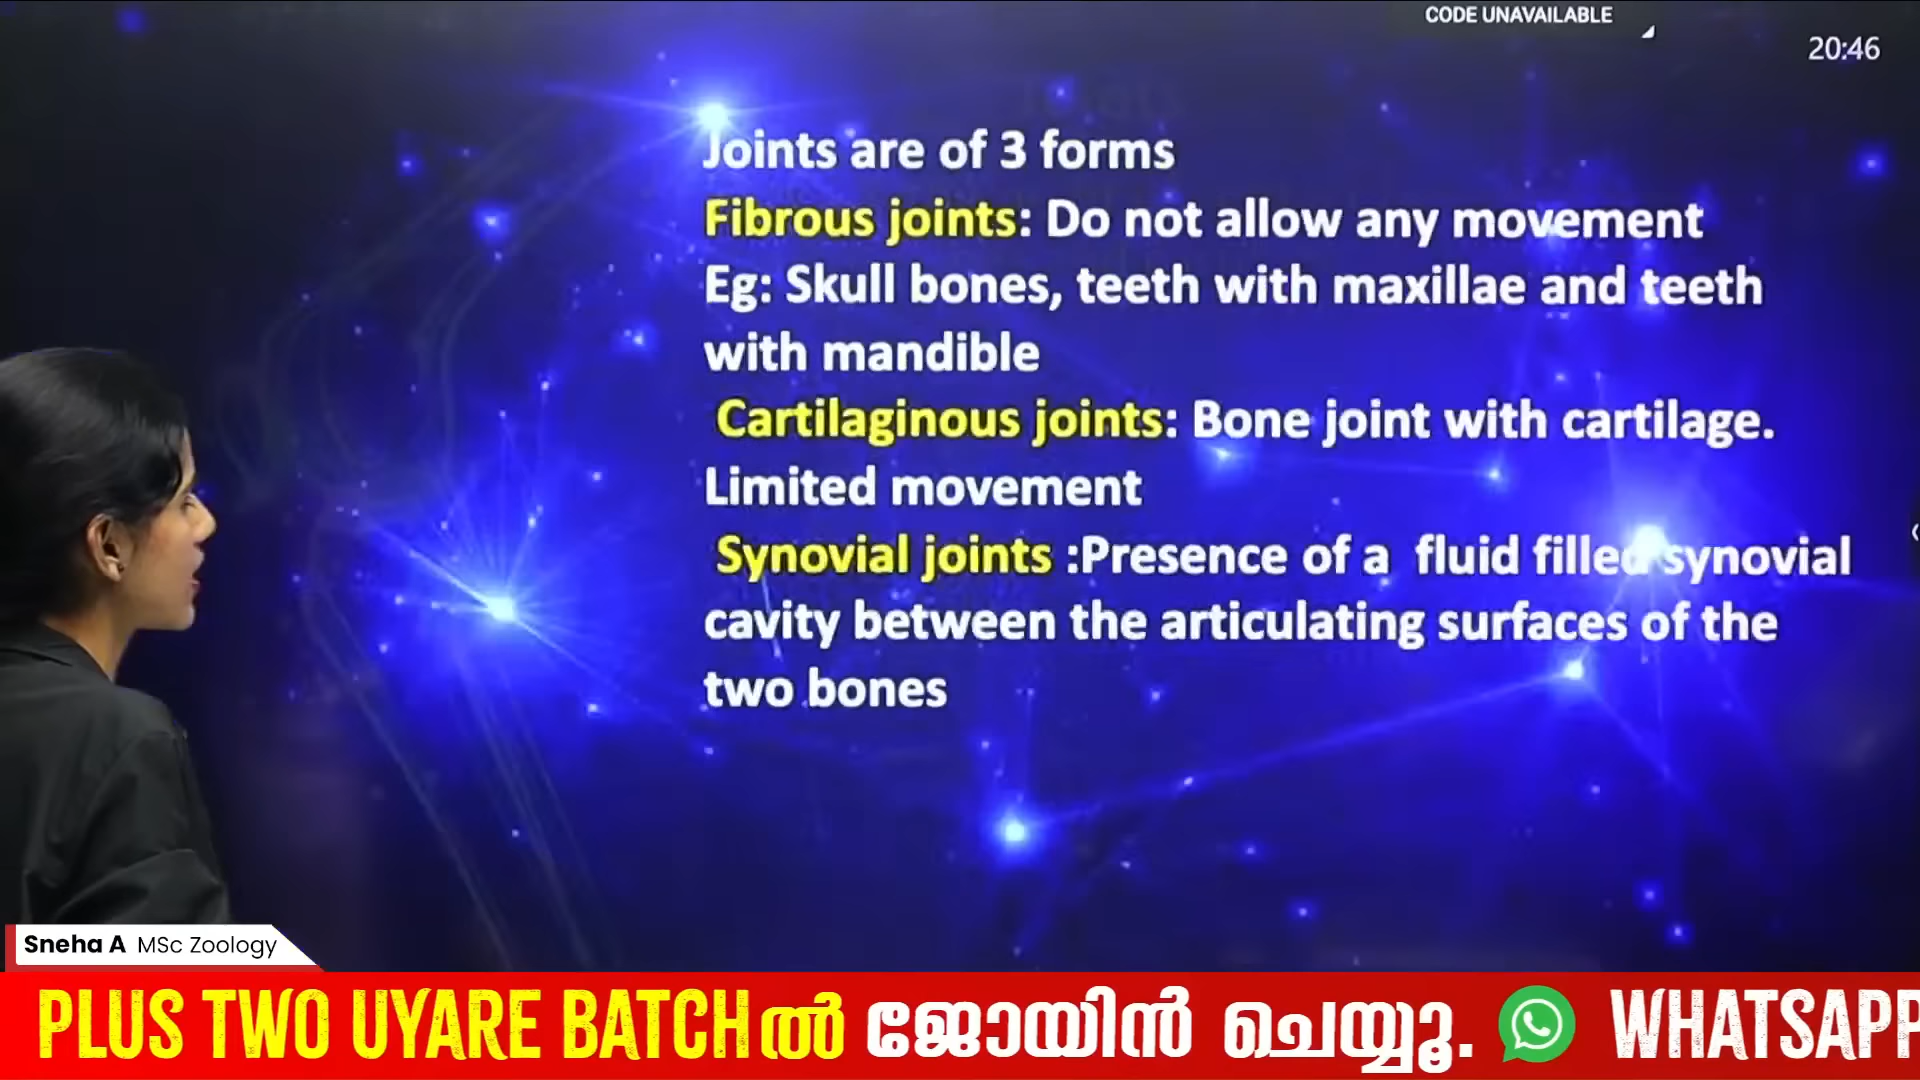 CODE UNAVAILABLE
20:46
Joints are of 3 forms
Fibrous joints: Do not allow any movement
Eg: Skull bones, teeth with maxillae and teeth
with mandible
Cartilaginous joints: Bone joint with cartilage.
Limited movement
Synovial joints :Presence of a fluid filled synovial
cavity between the articulating surfaces of the
two bones
Sneha A MSc Zoology
PLUS TWO UYARE BATCHൽ ജോയിൻ ചെയ്യൂ. WHATSAPP